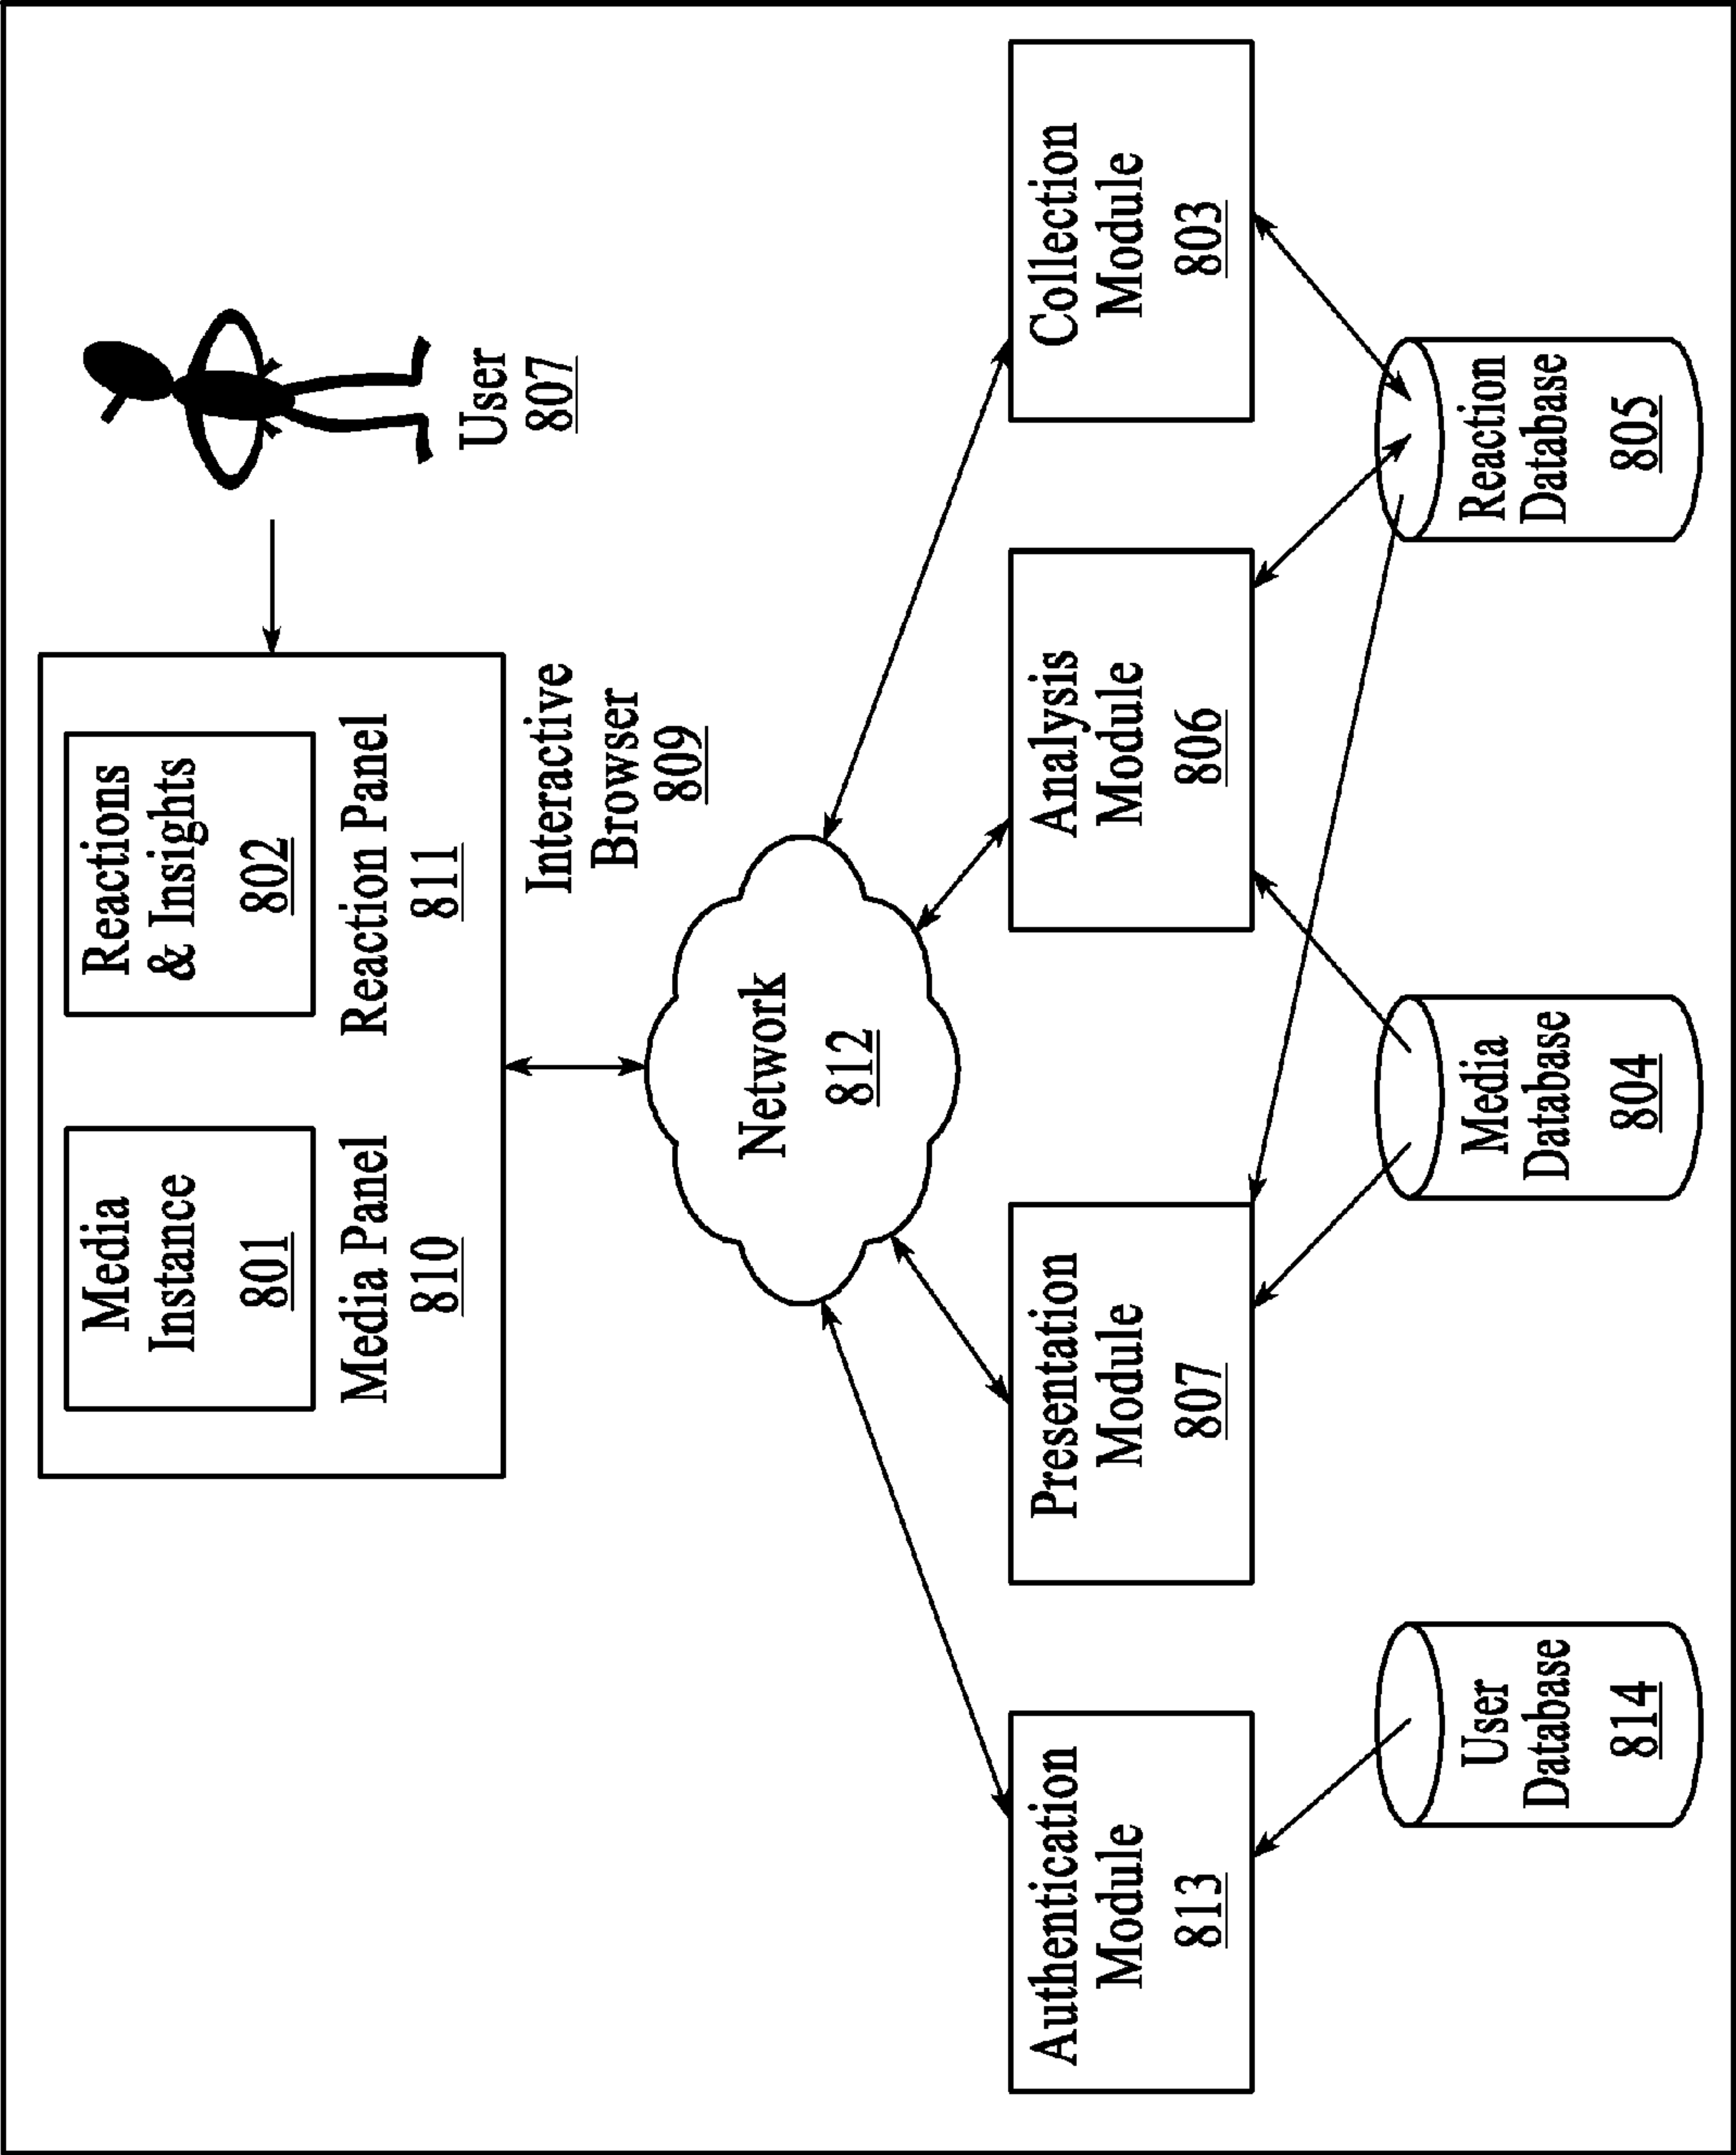 Media
Instance
801
Media Panel
810
Reactions
& Insights
802
Reaction Panel
811
Interactive
Browser
809
User
807
Network
812
Authentication
Module
813
Presentation
Module
807
Analysis
Module
806
Collection
Module
803
User
Database
814
Media
Database
804
Reaction
Database
805